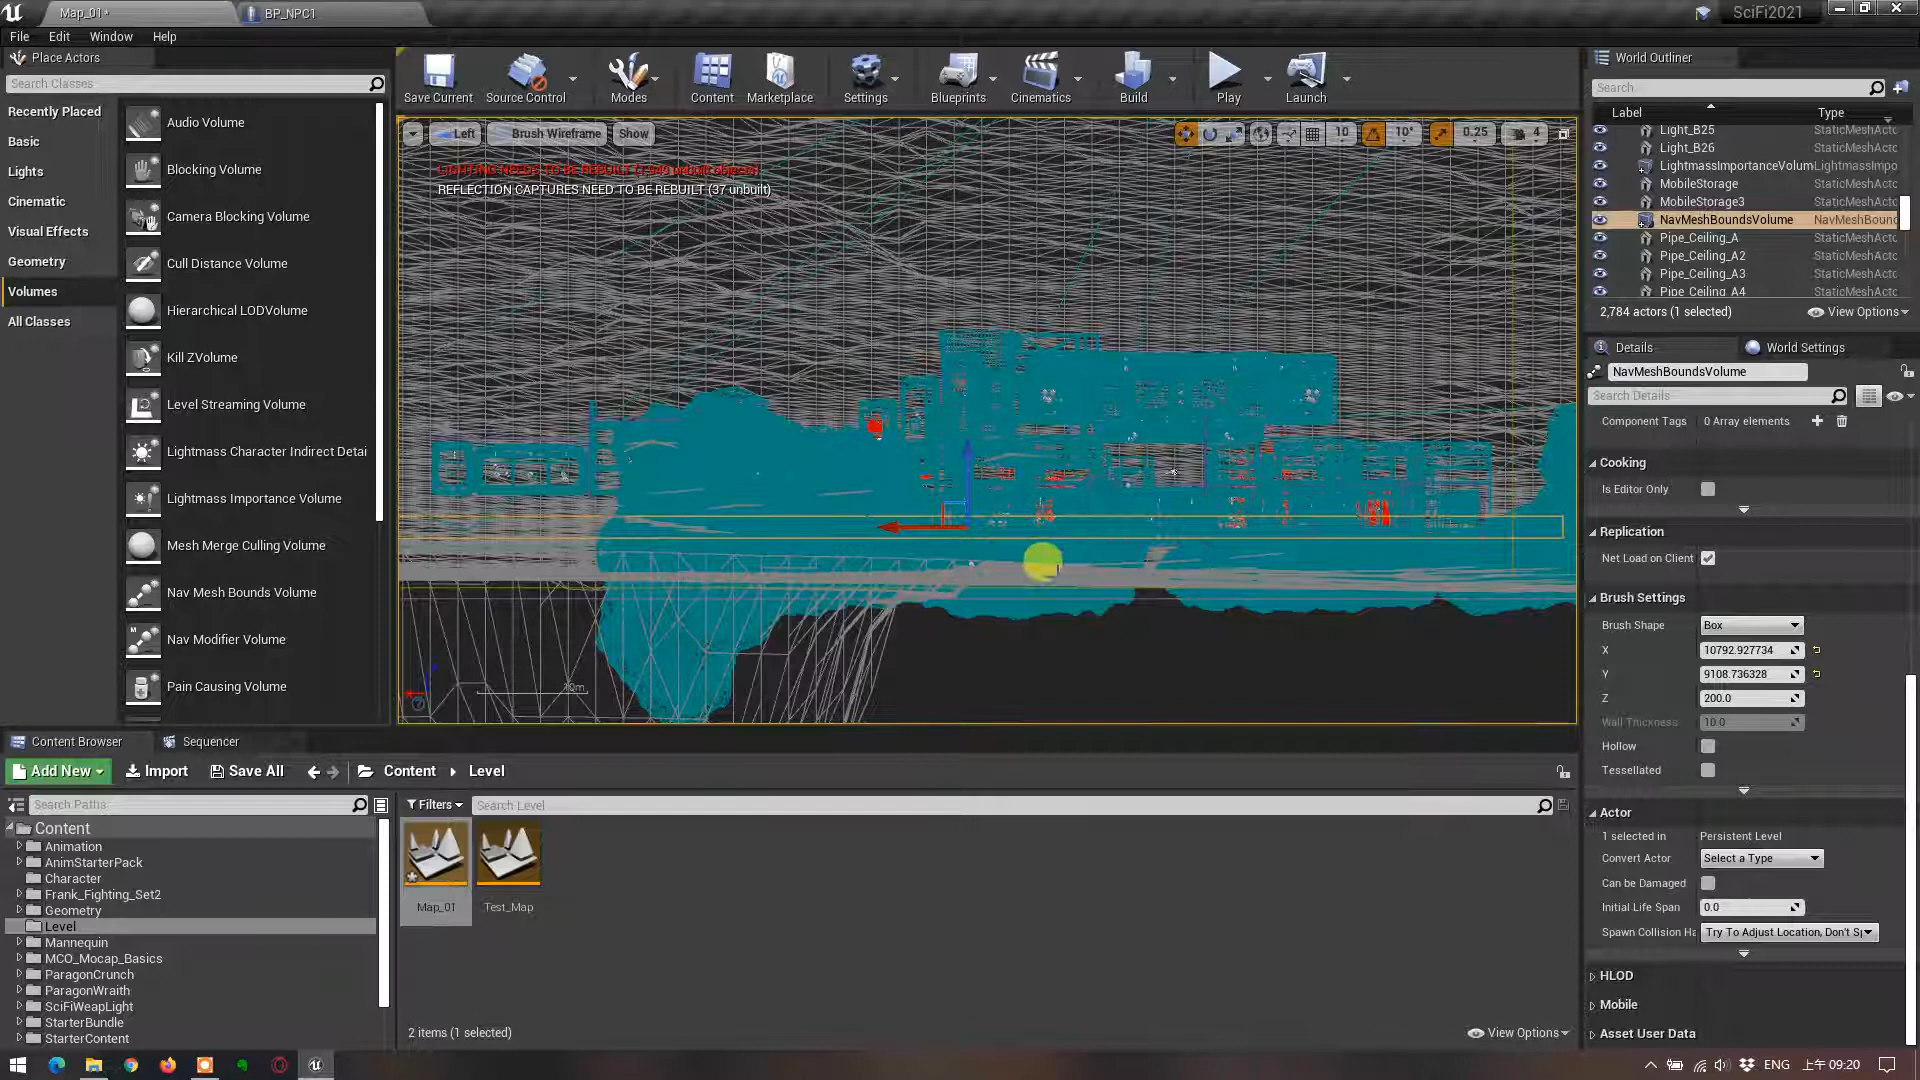 Map_01*
BP_NPC1
SciFi2021
File
Edit
Window
Help
Place Actors
Search Classes
Recently Placed
Basic
Lights
Cinematic
Visual Effects
Geometry
Volumes
All Classes
Audio Volume
Blocking Volume
Camera Blocking Volume
Cull Distance Volume
Hierarchical LODVolume
Kill ZVolume
Level Streaming Volume
Lightmass Character Indirect Detai
Lightmass Importance Volume
Mesh Merge Culling Volume
Nav Mesh Bounds Volume
Nav Modifier Volume
Pain Causing Volume
Save Current
Source Control
Modes
Content
Marketplace
Settings
Blueprints
Cinematics
Build
Play
Launch
Left
Brush Wireframe
Show
10
10°
0.25
4
REFLECTION CAPTURES NEED TO BE REBUILT (37 unbuilt)
10m
World Outliner
Search
Label
Type
Light_B25 StaticMeshActo
Light_B26 StaticMeshActo
LightmassImportanceVolum LightmassImpo
MobileStorage StaticMeshActo
MobileStorage3 StaticMeshActo
NavMeshBoundsVolume NavMeshBound
Pipe_Ceiling_A StaticMeshActo
Pipe_Ceiling_A2 StaticMeshActo
Pipe_Ceiling_A3 StaticMeshActo
Pipe_Ceiling_A4 StaticMeshActo
2,784 actors (1 selected)
View Options
Details
World Settings
NavMeshBoundsVolume
Search Details
Component Tags 0 Array elements
Cooking
Is Editor Only
Replication
Net Load on Client
Brush Settings
Brush Shape Box
X 10792.927734
Y 9108.736328
Z 200.0
Wall Thickness 10.0
Hollow
Tessellated
Actor
1 selected in Persistent Level
Convert Actor Select a Type
Can be Damaged
Initial Life Span 0.0
Spawn Collision Ha Try To Adjust Location, Don't Sp
HLOD
Mobile
Asset User Data
Content Browser
Sequencer
Add New
Import
Save All
Content
Level
Search Paths
Filters
Search Level
Content
Animation
AnimStarterPack
Character
Frank_Fighting_Set2
Geometry
Level
Mannequin
MCO_Mocap_Basics
ParagonCrunch
ParagonWraith
SciFiWeapLight
StarterBundle
StarterContent
Map_01
Test_Map
2 items (1 selected)
View Options
ENG
上午 09:20